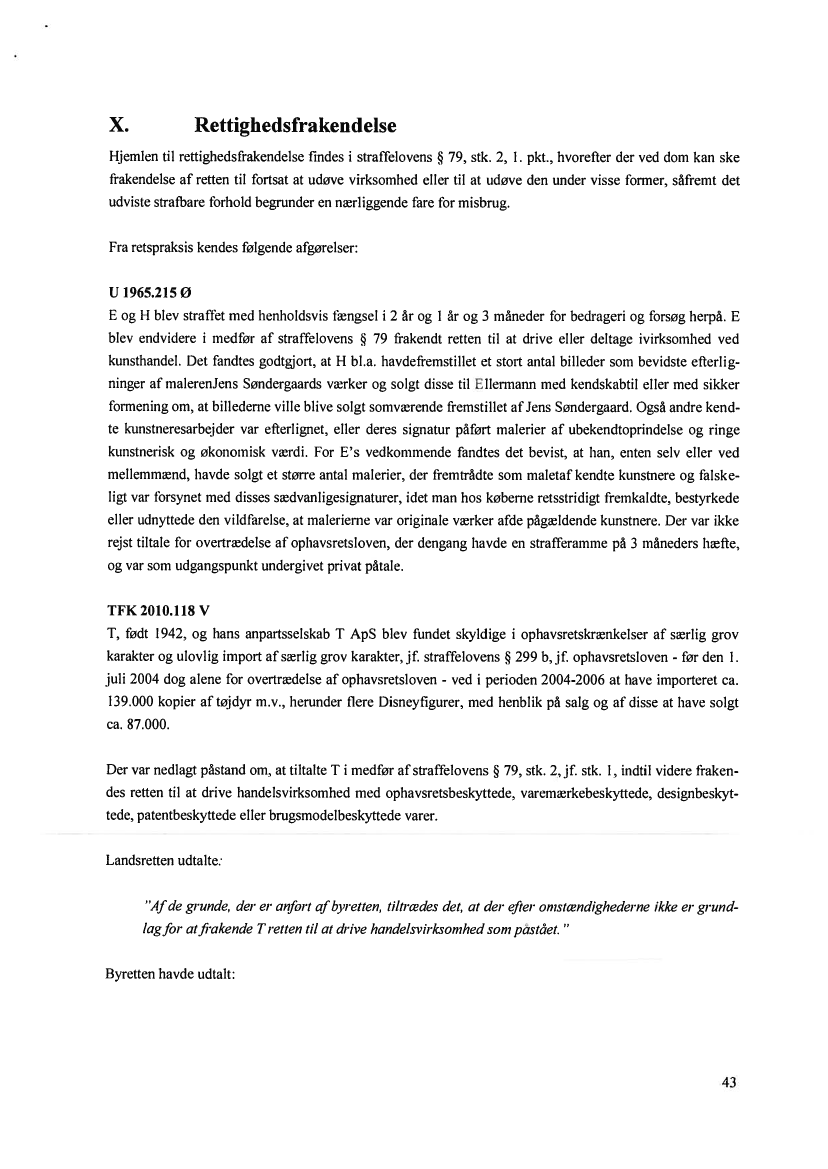 X. Rettighedsfrakendelse
Hjemlen til rettighedsfrakendelse findes i straffelovens § 79, stk. 2, 1. pkt., hvorefter der ved dom kan ske
frakendelse af retten til fortsat at udøve virksomhed eller til at udøve den under visse former, såfremt det
udviste strafbare forhold begrunder en nærliggende fare for misbrug.
Fra retspraksis kendes følgende afgørelser:
U 1965.215 Ø
E og H blev straffet med henholdsvis fængsel i 2 år og 1 år og 3 måneder for bedrageri og forsøg herpå. E
blev endvidere i medfør af straffelovens § 79 frakendt retten til at drive eller deltage ivirksomhed ved
kunsthandel. Det fandtes godtgjort, at H bl.a. havdefremstillet et stort antal billeder som bevidste efterlig-
ninger af malerenJens Søndergaards værker og solgt disse til Ellermann med kendskabtil eller med sikker
formening om, at billederne ville blive solgt somværende fremstillet af Jens Søndergaard. Også andre kend-
te kunstneresarbejder var efterlignet, eller deres signatur påført malerier af ubekendtoprindelse og ringe
kunstnerisk og økonomisk værdi. For E's vedkommende fandtes det bevist, at han, enten selv eller ved
mellemmænd, havde solgt et større antal malerier, der fremtrådte som maletaf kendte kunstnere og falske-
ligt var forsynet med disses sædvanligesignaturer, idet man hos køberne retsstridigt fremkaldte, bestyrkede
eller udnyttede den vildfarelse, at malerierne var originale værker afde pågældende kunstnere. Der var ikke
rejst tiltale for overtrædelse af ophavsretsloven, der dengang havde en strafferamme på 3 måneders hæfte,
og var som udgangspunkt undergivet privat påtale.
TFK 2010.118 V
T, født 1942, og hans anpartsselskab T ApS blev fundet skyldige i ophavsretskrænkelser af særlig grov
karakter og ulovlig import af særlig grov karakter, jf. straffelovens § 299 b, jf. ophavsretsloven - før den 1.
juli 2004 dog alene for overtrædelse af ophavsretsloven - ved i perioden 2004-2006 at have importeret ca.
139.000 kopier af tøjdyr m.v., herunder flere Disneyfigurer, med henblik på salg og af disse at have solgt
ca. 87.000.
Der var nedlagt påstand om, at tiltalte T i medfør af straffelovens § 79, stk. 2, jf. stk. 1, indtil videre fraken-
des retten til at drive handelsvirksomhed med ophavsretsbeskyttede, varemærkebeskyttede, designbeskyt-
tede, patentbeskyttede eller brugsmodelbeskyttede varer.
Landsretten udtalte:
"Af de grunde, der er anført af byretten, tiltrædes det, at der efter omstændighederne ikke er grund-
lag for at frakende T retten til at drive handelsvirksomhed som påstået."
Byretten havde udtalt:
43